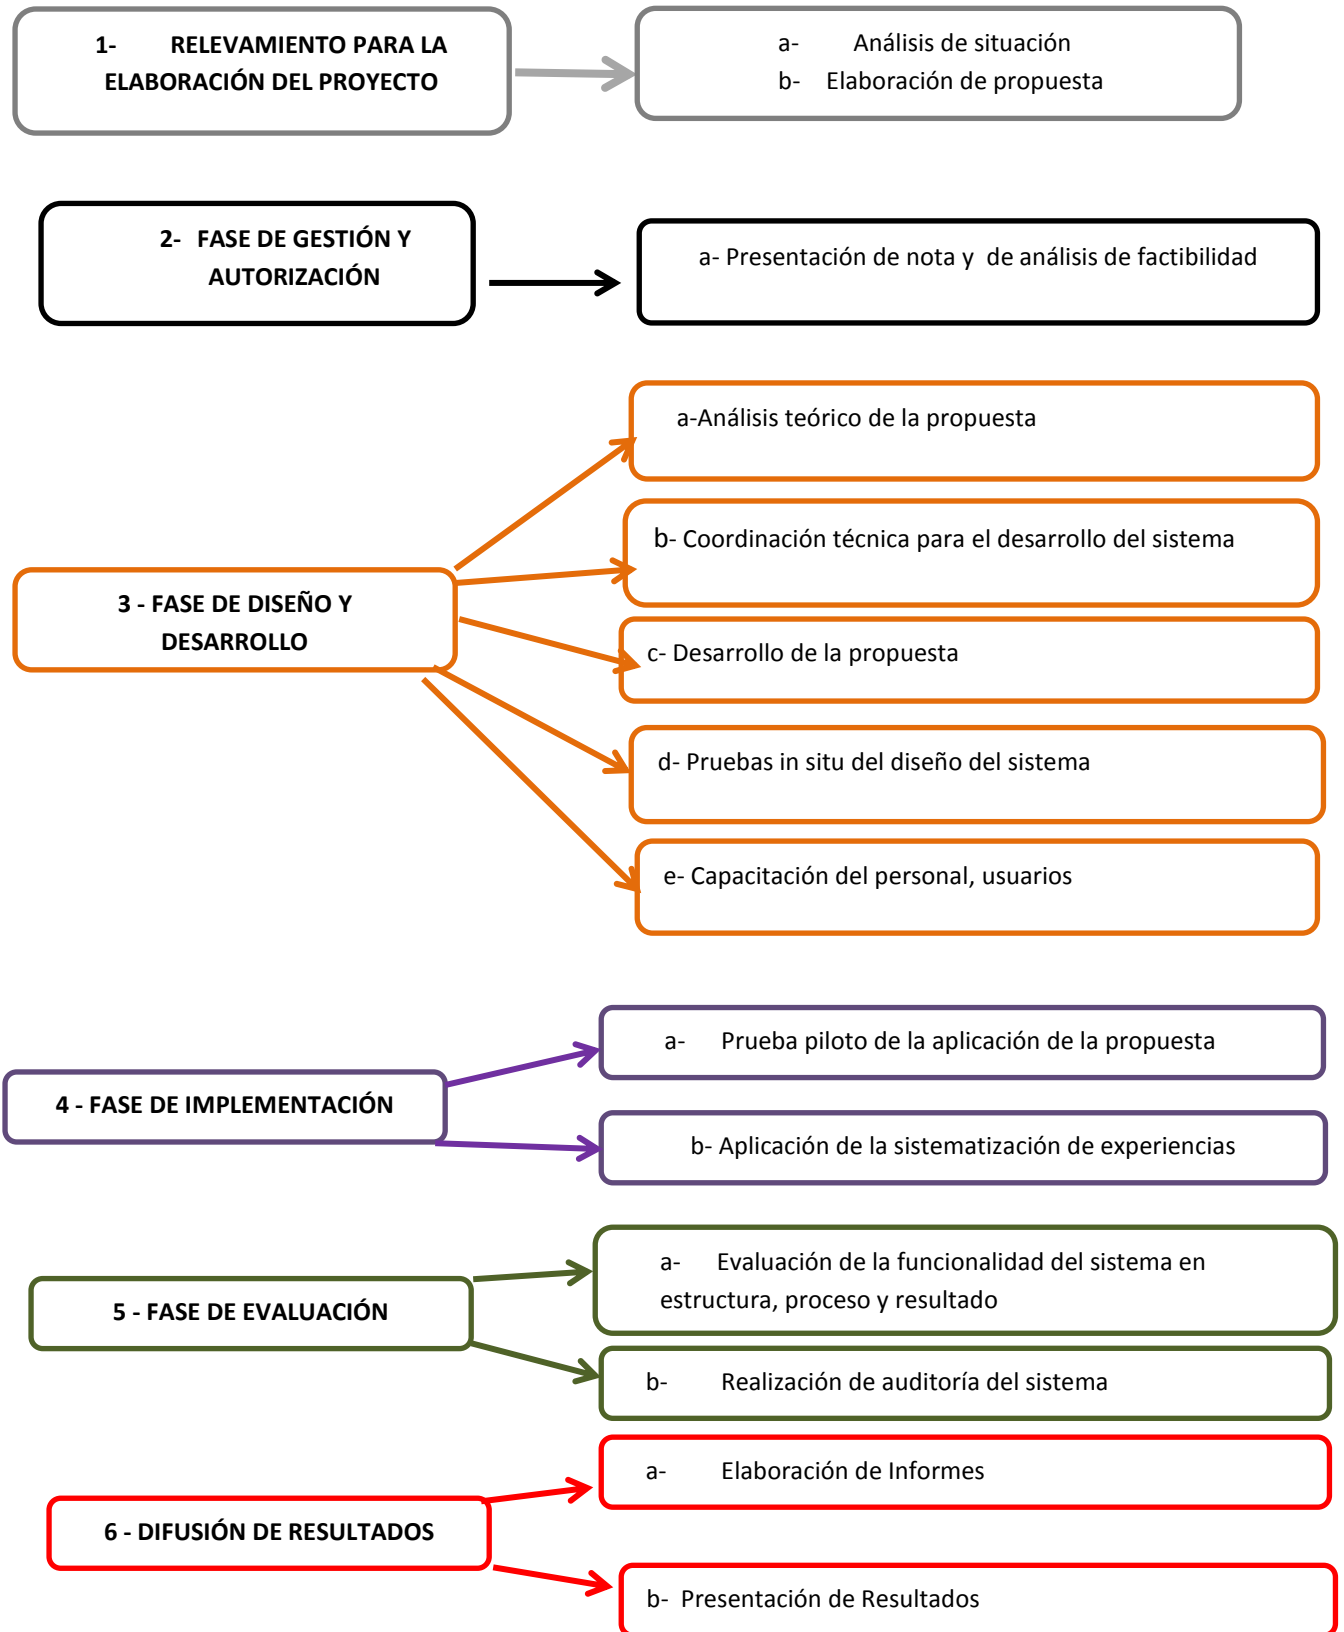 1- RELEVAMIENTO PARA LA
ELABORACIÓN DEL PROYECTO
a- Análisis de situación
b- Elaboración de propuesta
2- FASE DE GESTIÓN Y
AUTORIZACIÓN
a- Presentación de nota y de análisis de factibilidad
3 - FASE DE DISEÑO Y
DESARROLLO
a-Análisis teórico de la propuesta
b- Coordinación técnica para el desarrollo del sistema
c- Desarrollo de la propuesta
d- Pruebas in situ del diseño del sistema
e- Capacitación del personal, usuarios
4 - FASE DE IMPLEMENTACIÓN
a- Prueba piloto de la aplicación de la propuesta
b- Aplicación de la sistematización de experiencias
5 - FASE DE EVALUACIÓN
a- Evaluación de la funcionalidad del sistema en
estructura, proceso y resultado
b- Realización de auditoría del sistema
6 - DIFUSIÓN DE RESULTADOS
a- Elaboración de Informes
b- Presentación de Resultados